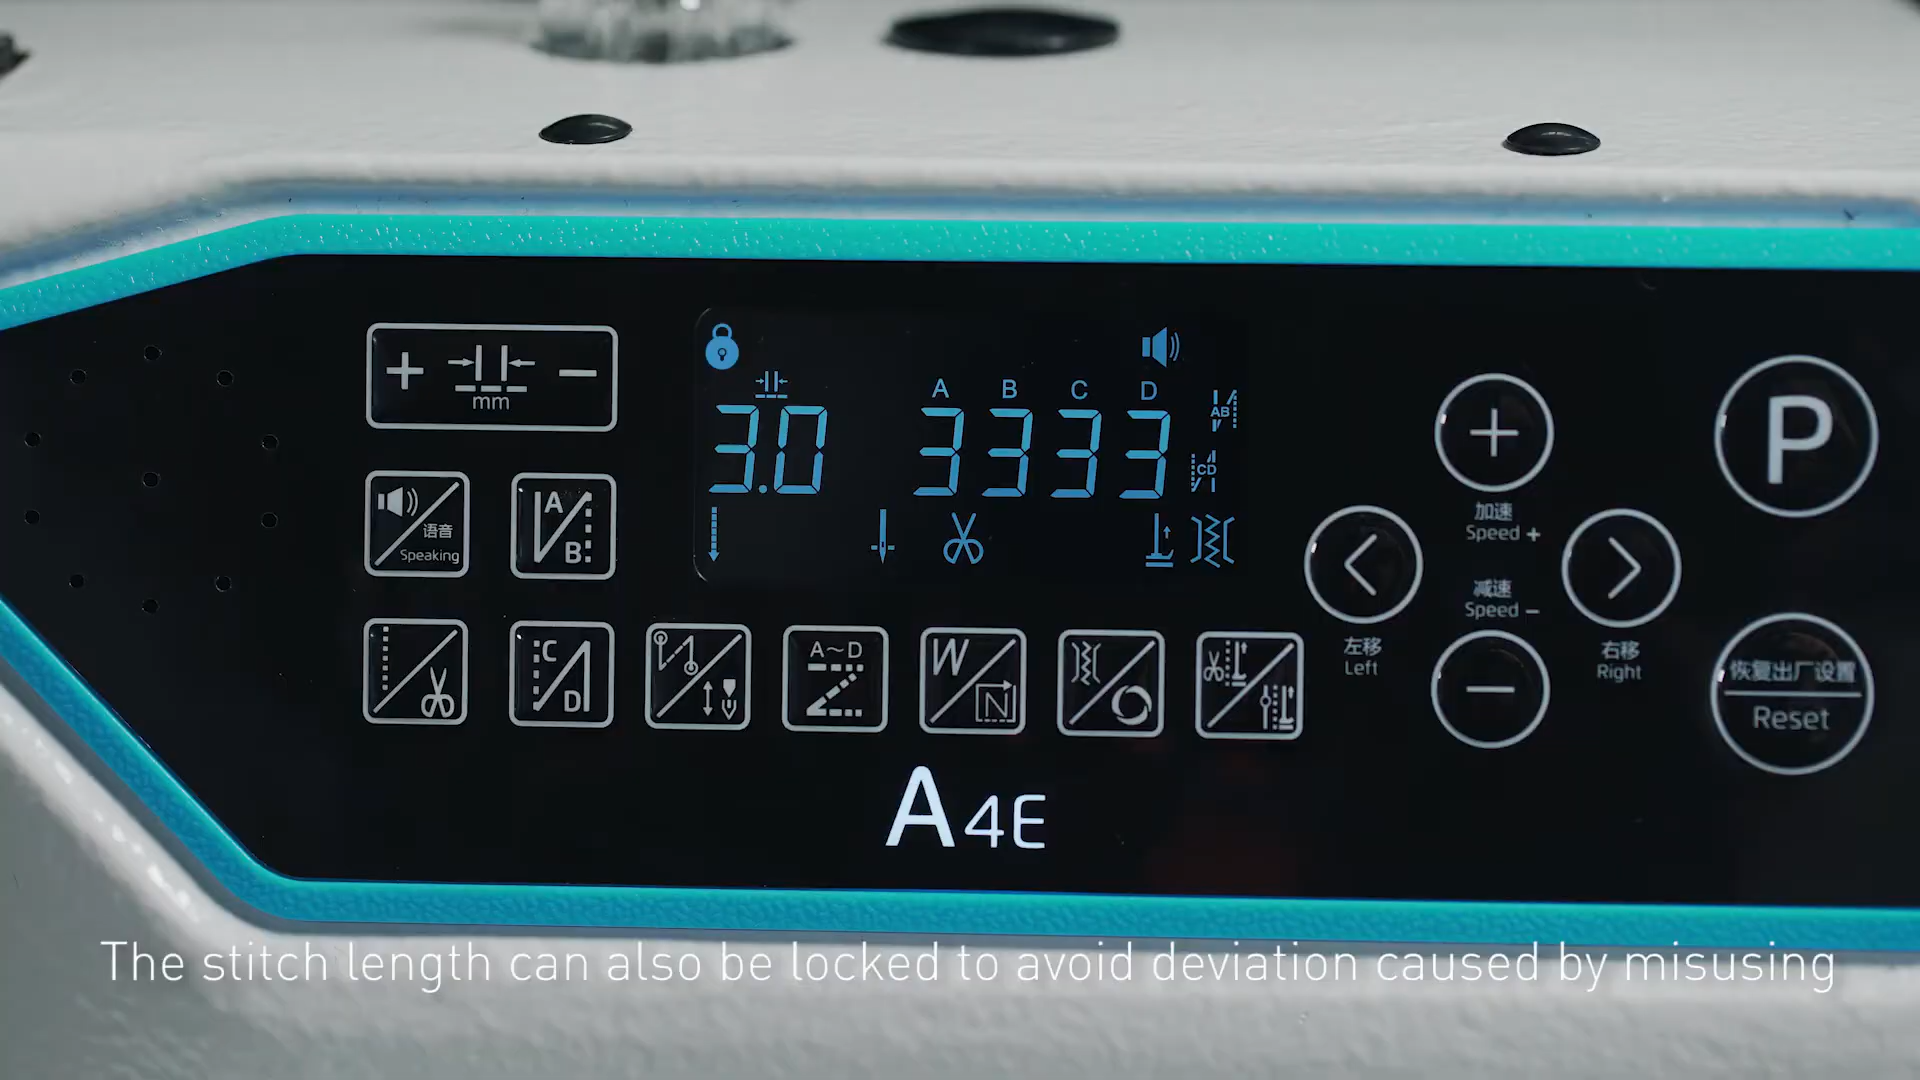 + −
mm
A B C D
3.0 3333
AB
CD
语音
Speaking
A
B
C
D
A~D
W
N
加速
Speed +
减速
Speed −
左移
Left
右移
Right
P
恢复出厂设置
Reset
A4E
The stitch length can also be locked to avoid deviation caused by misusing